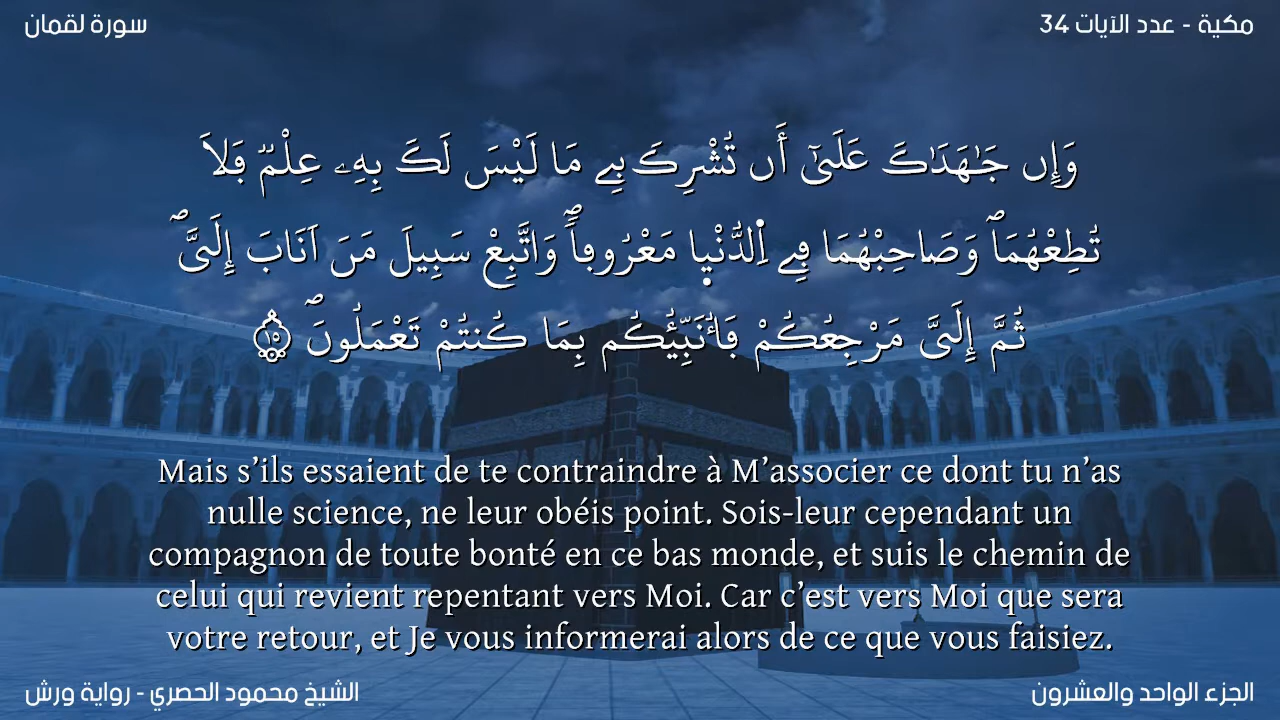 مكية - عدد الآيات 34
سورة لقمان
وَإِن جَٰهَدَٰكَ عَلَىٰٓ أَن تُشْرِكَ بِے مَا لَيْسَ لَكَ بِهِۦ عِلْمٞ فَلَا
تُطِعْهُمَاۖ وَصَاحِبْهُمَا فِے اِ۬لدُّنْي۪ا مَعْرُوفاٗۖ وَاتَّبِعْ سَبِيلَ مَنَ اَنَابَ إِلَىَّۖ
ثُمَّ إِلَىَّ مَرْجِعُكُمْ فَأُنَبِّئُكُم بِمَا كُنتُمْ تَعْمَلُونَۖ ١٥
Mais s’ils essaient de te contraindre à M’associer ce dont tu n’as
nulle science, ne leur obéis point. Sois-leur cependant un
compagnon de toute bonté en ce bas monde, et suis le chemin de
celui qui revient repentant vers Moi. Car c’est vers Moi que sera
votre retour, et Je vous informerai alors de ce que vous faisiez.
الجزء الواحد والعشرون
الشيخ محمود الحصري - رواية ورش